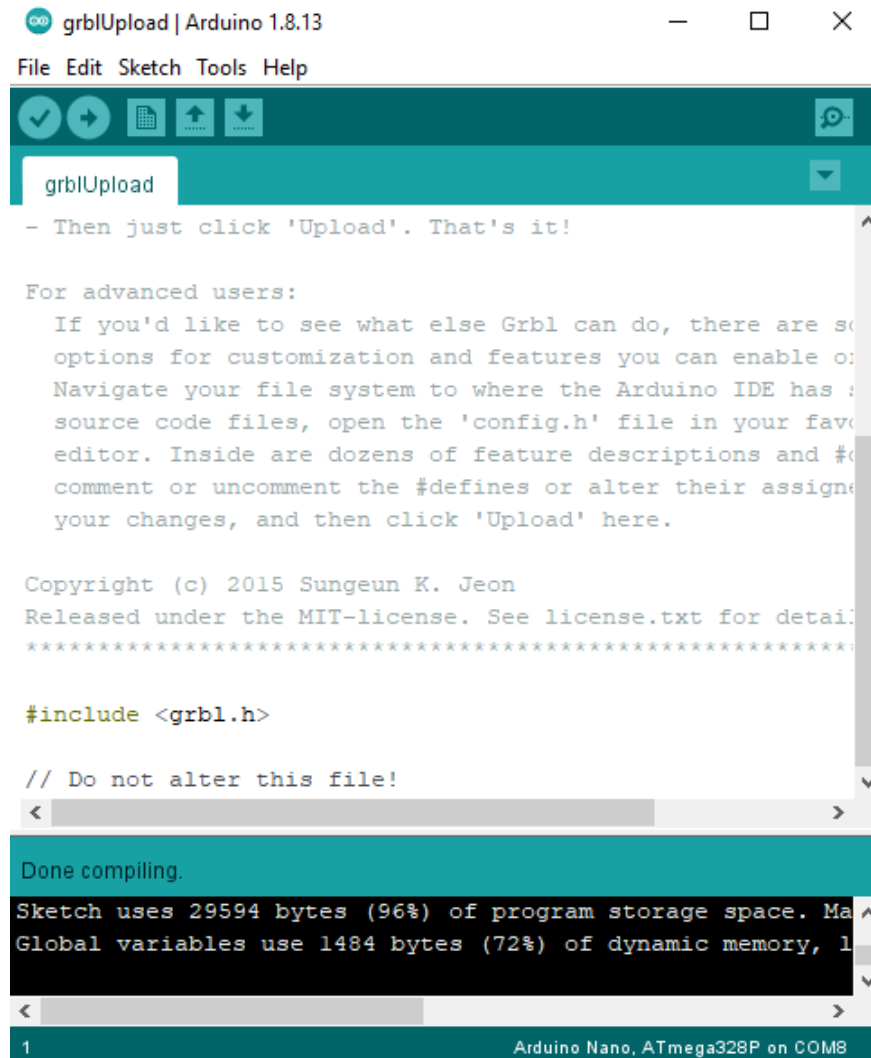 grblUpload | Arduino 1.8.13
File Edit Sketch Tools Help
grblUpload
- Then just click 'Upload'. That's it!
For advanced users:
If you'd like to see what else Grbl can do, there are
options for customization and features you can enable
Navigate your file system to where the Arduino IDE has
source code files, open the 'config.h' file in your
editor. Inside are dozens of feature descriptions and
comment or uncomment the #defines or alter their
your changes, and then click 'Upload' here.
Copyright (c) 2015 Sungeun K. Jeon
Released under the MIT-license. See license.txt for
***********************************************************
#include <grbl.h>
// Do not alter this file!
Done compiling.
Sketch uses 29594 bytes (96%) of program storage space.
Global variables use 1484 bytes (72%) of dynamic memory,
1
Arduino Nano, ATmega328P on COM8